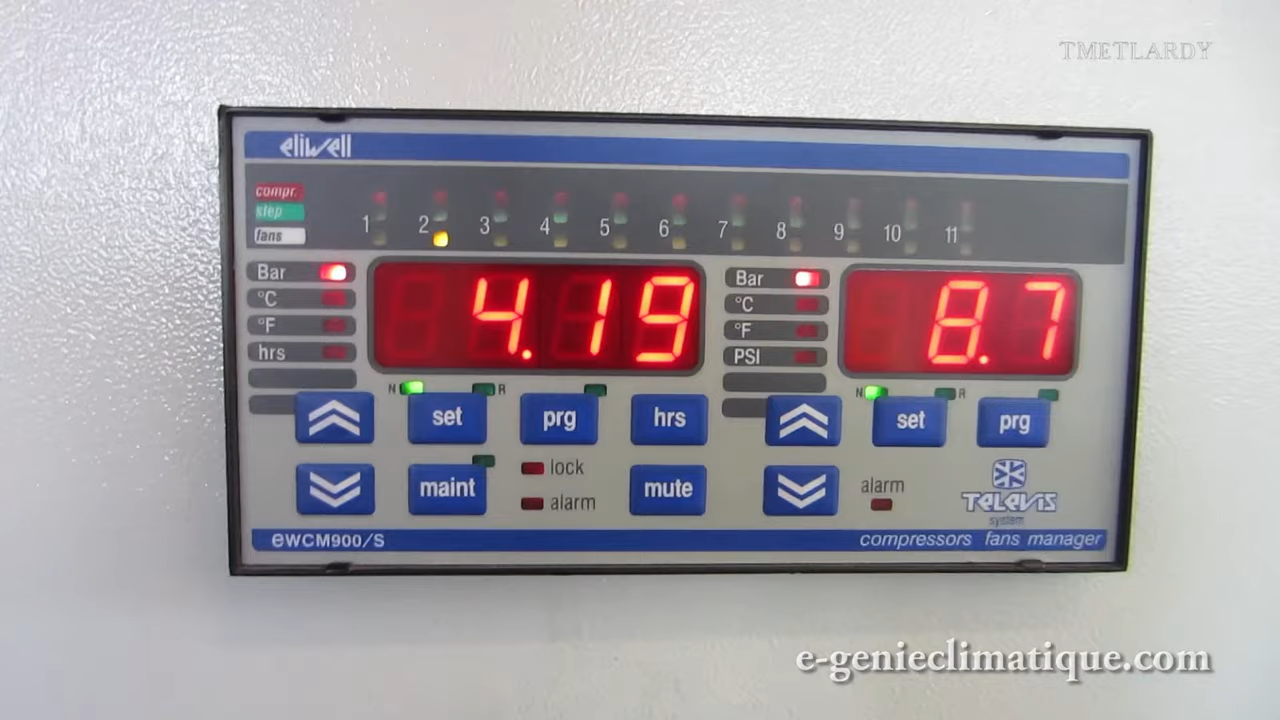 TMETLARDY
eliwell
compr.
step
fans
1 2 3 4 5 6 7 8 9 10 11
Bar
°C
°F
hrs
4.19
Bar
°C
°F
PSI
8.7
N R
set prg hrs
maint
lock
alarm
mute
N R
set prg
alarm
TELEVIS
system
eWCM900/S
compressors fans manager
e-genieclimatique.com